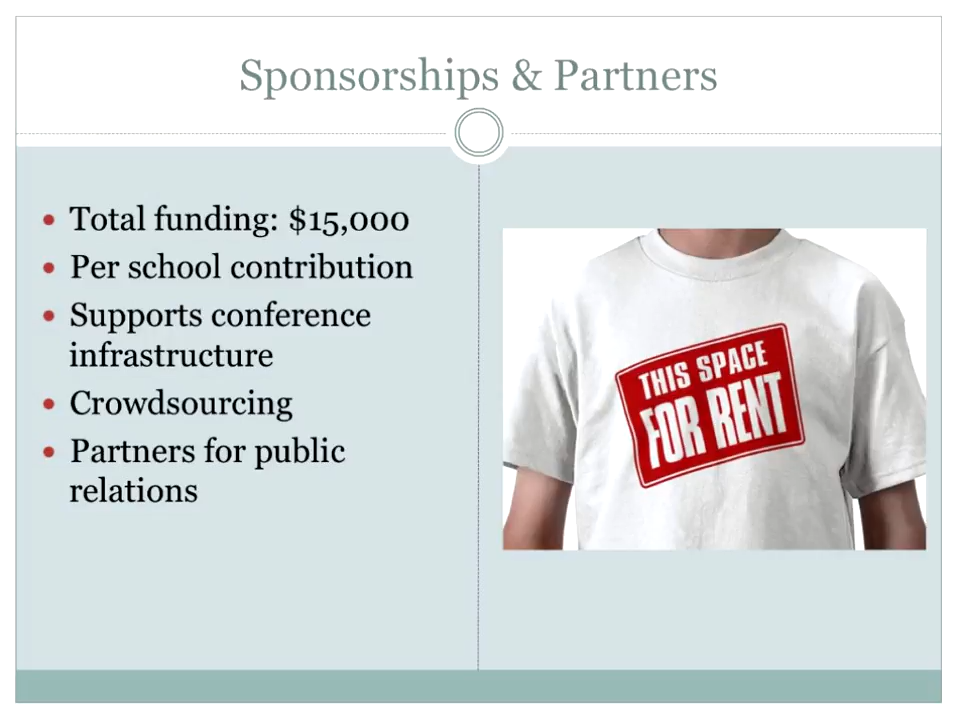 Sponsorships & Partners
• Total funding: $15,000
• Per school contribution
• Supports conference
infrastructure
• Crowdsourcing
• Partners for public
relations
THIS SPACE
FOR RENT